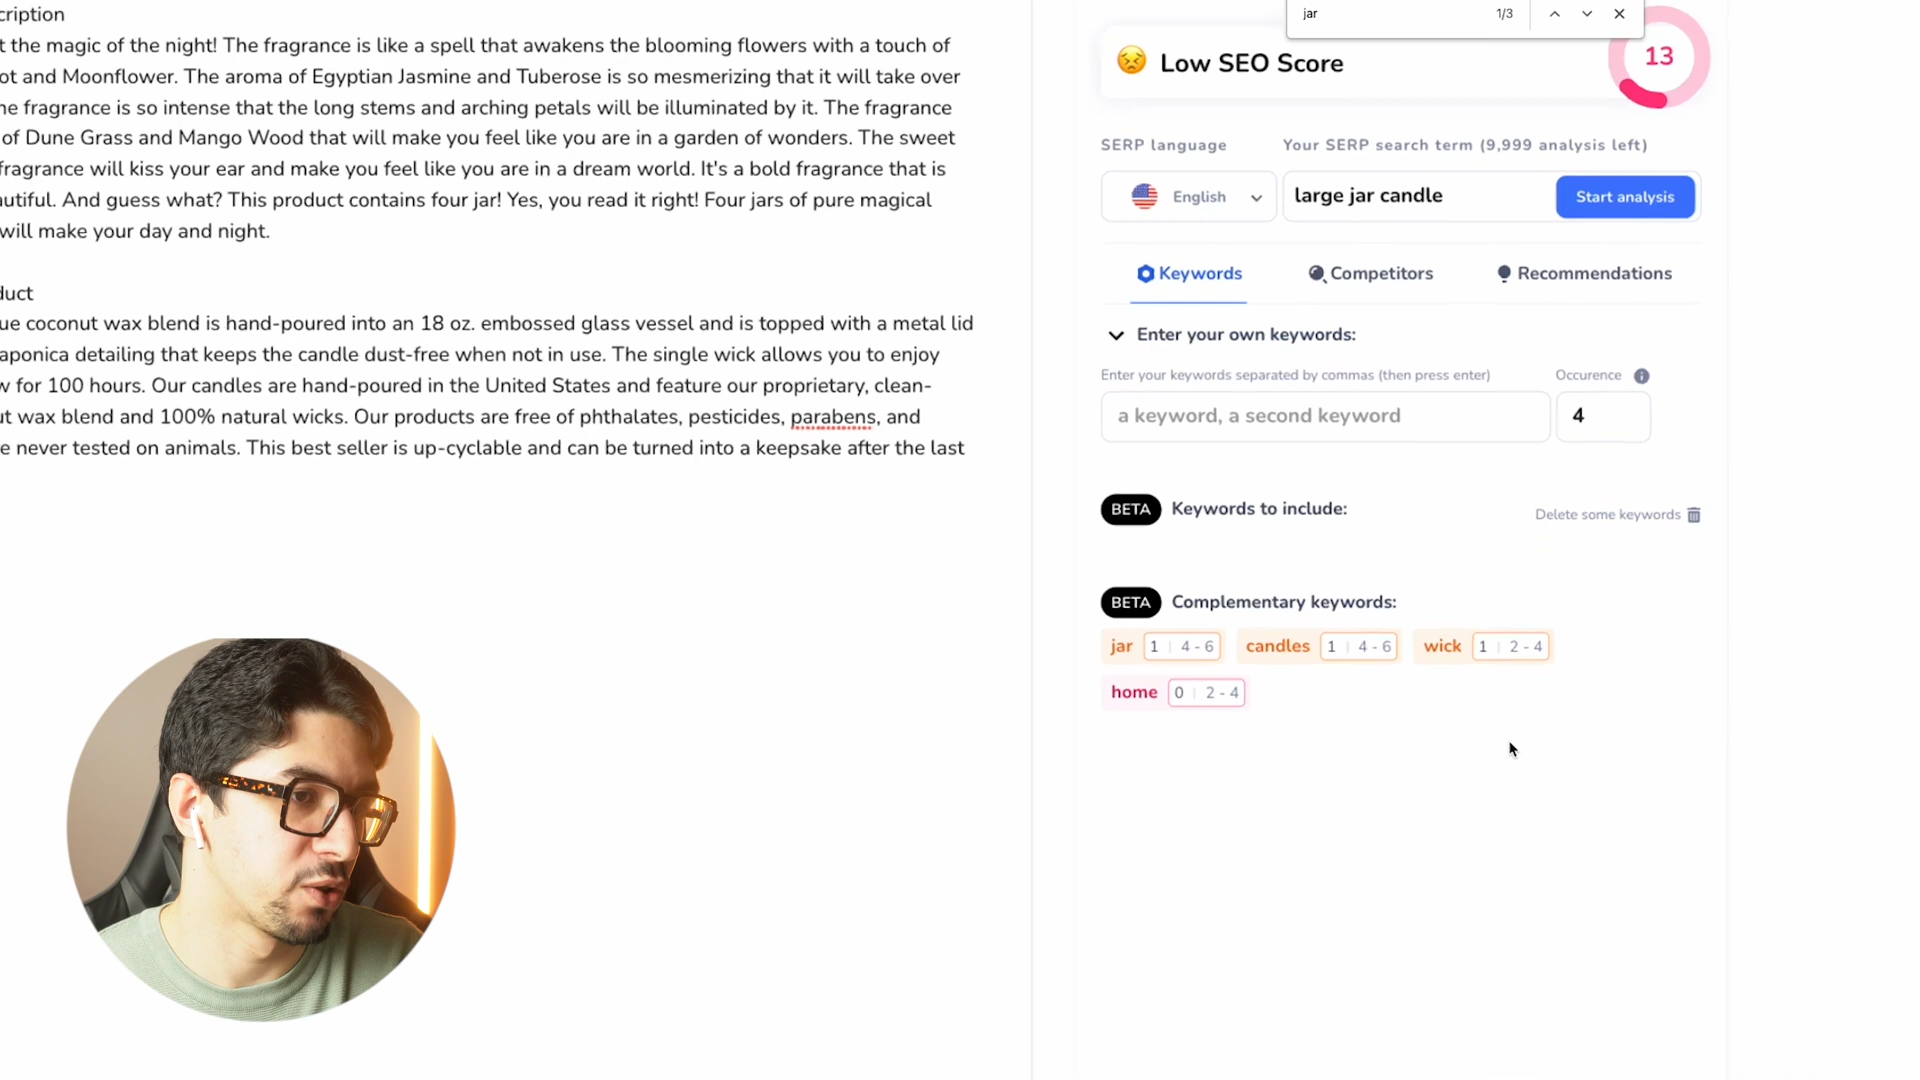 cription
t the magic of the night! The fragrance is like a spell that awakens the blooming flowers with a touch of
ot and Moonflower. The aroma of Egyptian Jasmine and Tuberose is so mesmerizing that it will take over
ne fragrance is so intense that the long stems and arching petals will be illuminated by it. The fragrance
of Dune Grass and Mango Wood that will make you feel like you are in a garden of wonders. The sweet
fragrance will kiss your ear and make you feel like you are in a dream world. It's a bold fragrance that is
autiful. And guess what? This product contains four jar! Yes, you read it right! Four jars of pure magical
will make your day and night.
duct
ue coconut wax blend is hand-poured into an 18 oz. embossed glass vessel and is topped with a metal lid
aponica detailing that keeps the candle dust-free when not in use. The single wick allows you to enjoy
w for 100 hours. Our candles are hand-poured in the United States and feature our proprietary, clean-
ut wax blend and 100% natural wicks. Our products are free of phthalates, pesticides, parabens, and
e never tested on animals. This best seller is up-cyclable and can be turned into a keepsake after the last
jar 1/3
Low SEO Score 13
SERP language Your SERP search term (9,999 analysis left)
English large jar candle Start analysis
Keywords Competitors Recommendations
Enter your own keywords:
Enter your keywords separated by commas (then press enter) Occurence
a keyword, a second keyword 4
BETA Keywords to include: Delete some keywords
BETA Complementary keywords:
jar 1 | 4 - 6 candles 1 | 4 - 6 wick 1 | 2 - 4
home 0 | 2 - 4